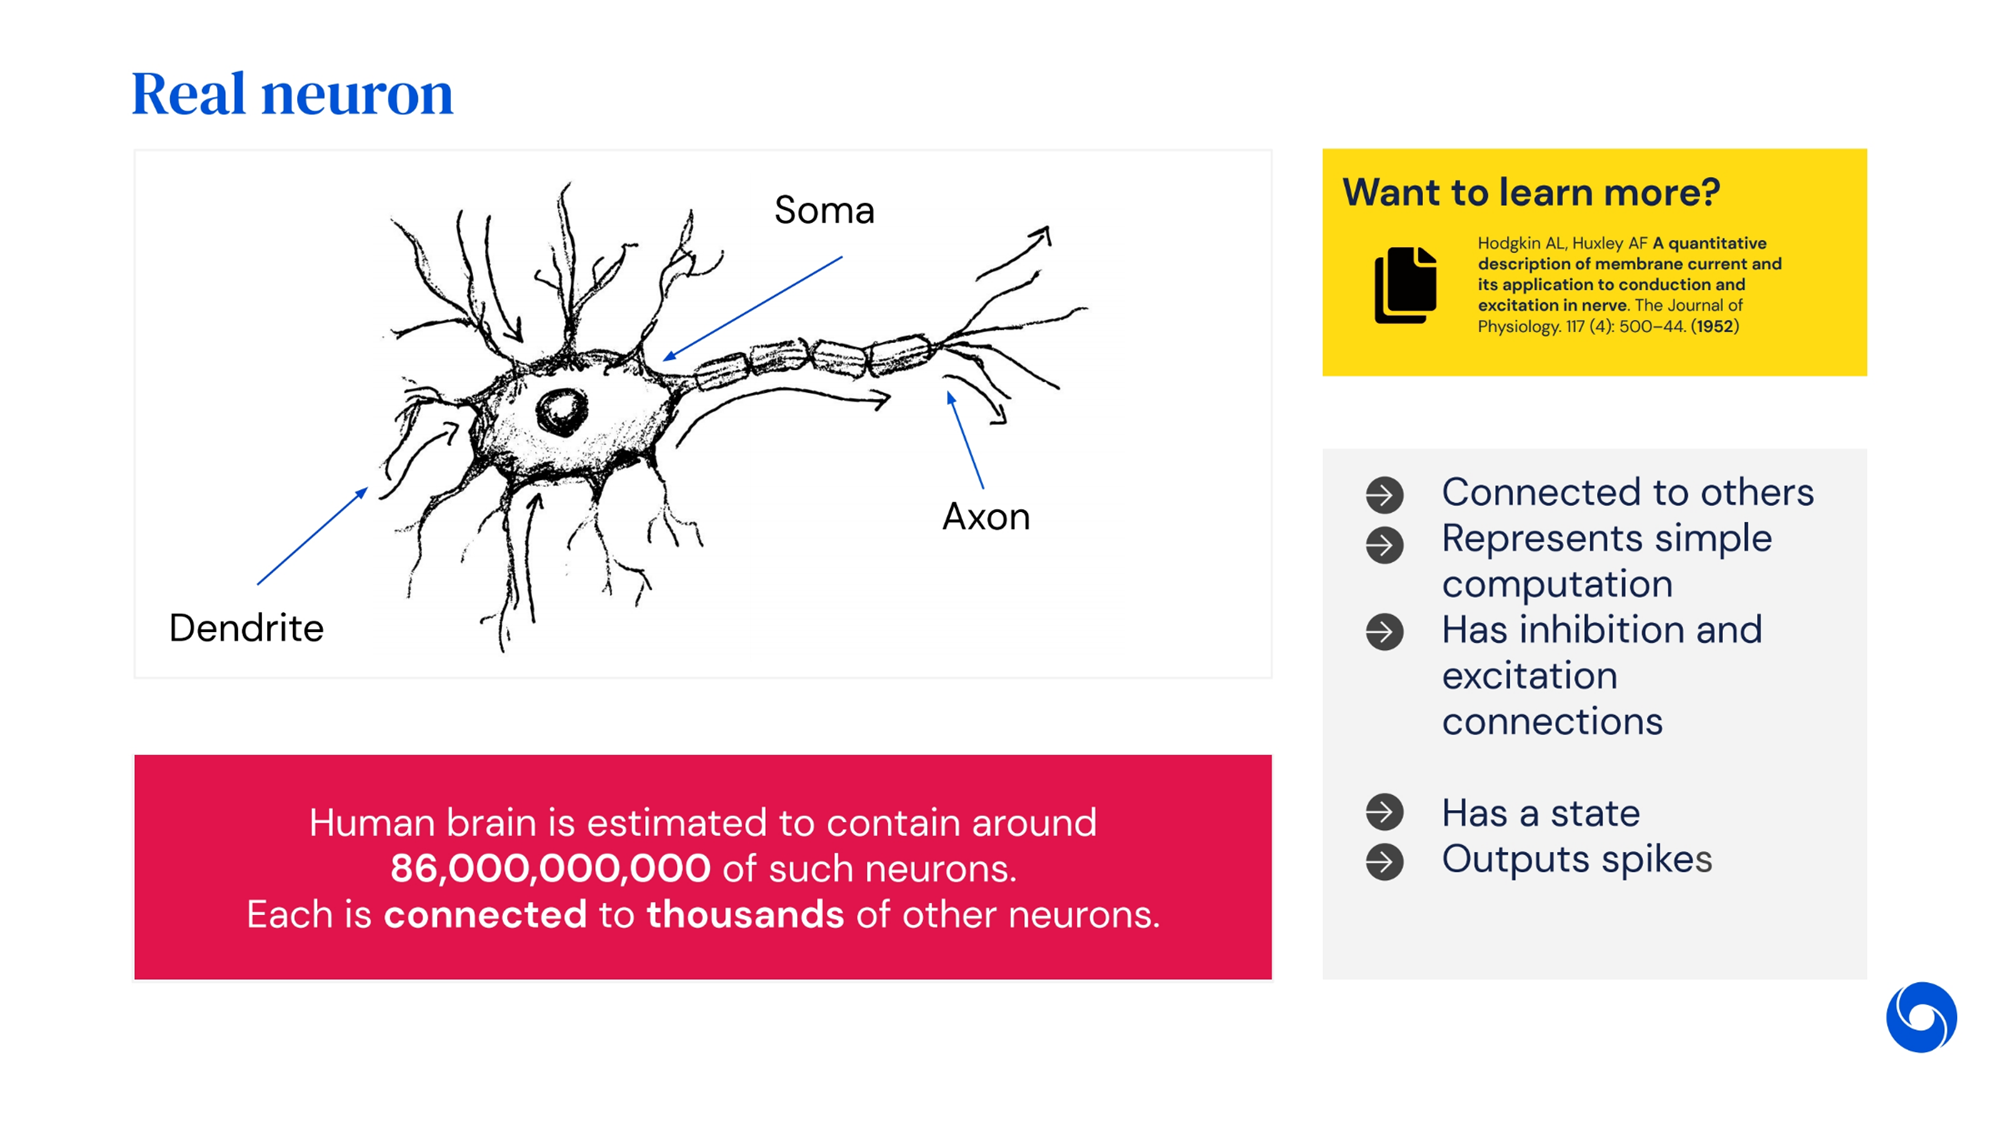 Real neuron
Soma
Axon
Dendrite
Human brain is estimated to contain around
86,000,000,000 of such neurons.
Each is connected to thousands of other neurons.
Want to learn more?
Hodgkin AL, Huxley AF A quantitative
description of membrane current and
its application to conduction and
excitation in nerve. The Journal of
Physiology. 117 (4): 500–44. (1952)
Connected to others
Represents simple
computation
Has inhibition and
excitation
connections
Has a state
Outputs spikes